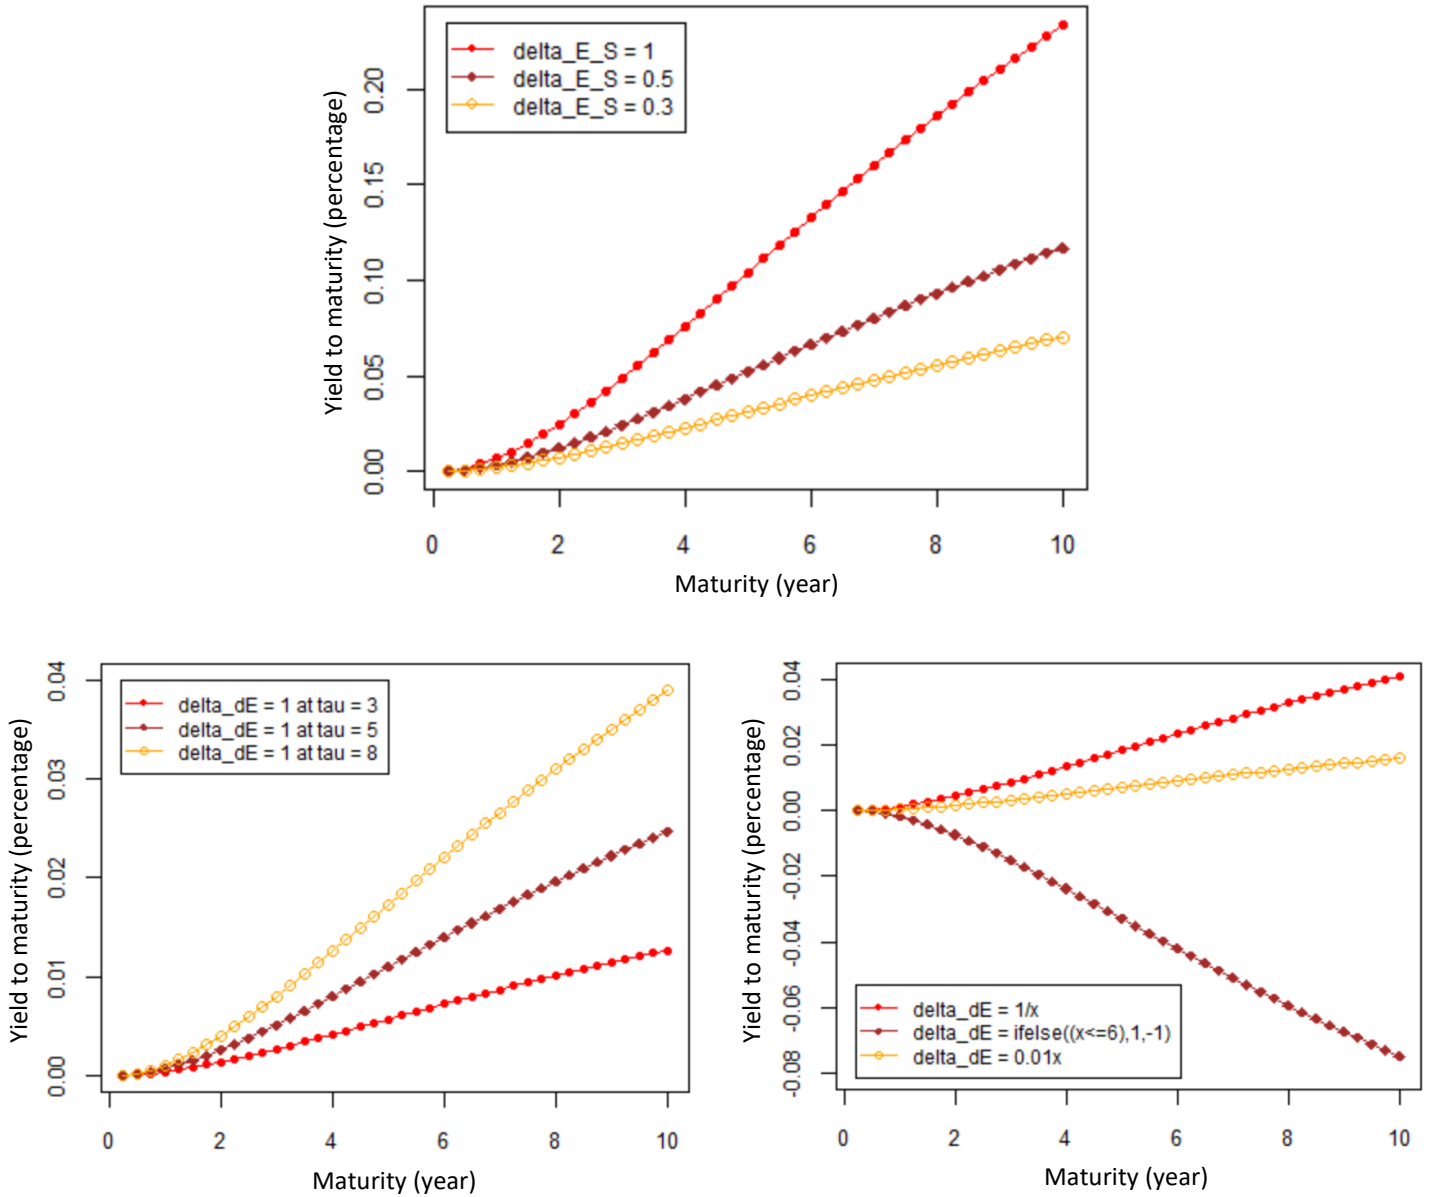 delta_E_S = 1
delta_E_S = 0.5
delta_E_S = 0.3
Yield to maturity (percentage)
0.20
0.15
0.10
0.05
0.00
0 2 4 6 8 10
Maturity (year)
delta_dE = 1 at tau = 3
delta_dE = 1 at tau = 5
delta_dE = 1 at tau = 8
Yield to maturity (percentage)
0.04
0.03
0.02
0.01
0.00
0 2 4 6 8 10
Maturity (year)
Yield to maturity (percentage)
0.04
0.02
0.00
-0.02
-0.04
-0.06
-0.08
delta_dE = 1/x
delta_dE = ifelse((x<=6),1,-1)
delta_dE = 0.01x
0 2 4 6 8 10
Maturity (year)